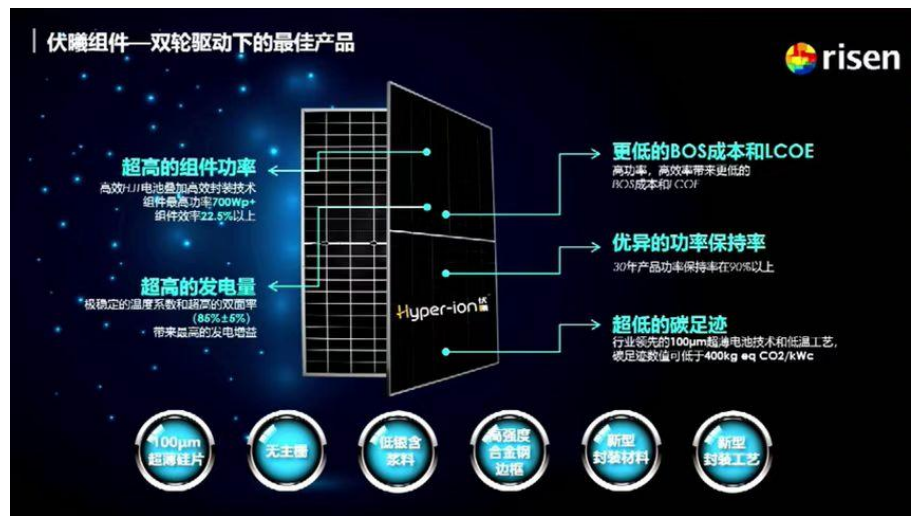 伏曦组件—双轮驱动下的最佳产品
risen
超高的组件功率
高效HJT电池叠加高效封装技术
组件最高功率700Wp+
组件效率22.5%以上
超高的发电量
极稳定的温度系数和超高的双面率
(85%±5%)
带来最高的发电增益
更低的BOS成本和LCOE
高功率，高效率带来更低的
BOS成本和LCOE
优异的功率保持率
30年产品功率保持率在90%以上
超低的碳足迹
行业领先的100μm超薄电池技术和低温工艺，
碳足迹数值可低于400kg eq CO2/kWc
Hyper-ion伏曦
100μm
超薄硅片
无主栅
低银含
浆料
高强度
合金钢
边框
新型
封装材料
新型
封装工艺